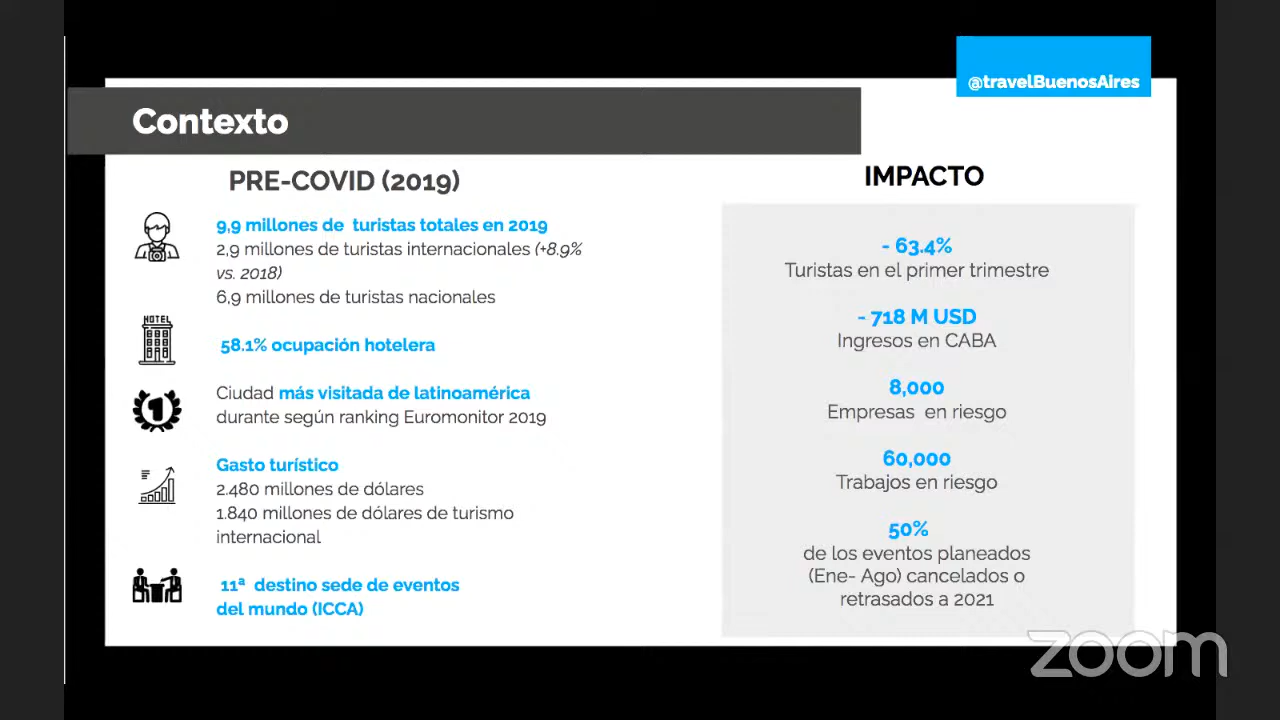 @travelBuenosAires
Contexto
PRE-COVID (2019)
9,9 millones de turistas totales en 2019
2,9 millones de turistas internacionales (+8.9%
vs. 2018)
6,9 millones de turistas nacionales
HOTEL
58.1% ocupación hotelera
Ciudad más visitada de latinoamérica
durante según ranking Euromonitor 2019
Gasto turístico
2.480 millones de dólares
1.840 millones de dólares de turismo
internacional
11ª destino sede de eventos
del mundo (ICCA)
IMPACTO
- 63.4%
Turistas en el primer trimestre
- 718 M USD
Ingresos en CABA
8,000
Empresas en riesgo
60,000
Trabajos en riesgo
50%
de los eventos planeados
(Ene- Ago) cancelados o
retrasados a 2021
zoom